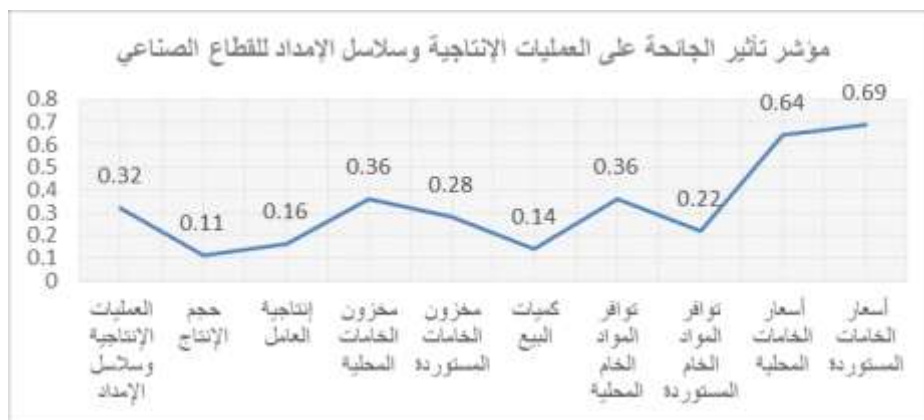 مؤشر تأثير الجائحة على العمليات الإنتاجية وسلاسل الإمداد للقطاع الصناعي
0.8
0.7
0.6
0.5
0.4
0.3
0.2
0.1
0
0.32
0.11
0.16
0.36
0.28
0.14
0.36
0.22
0.64
0.69
العمليات
الإنتاجية
وسلاسل
الإمداد
حجم
الإنتاج
إنتاجية
العامل
مخزون
الخامات
المحلية
مخزون
الخامات
المستوردة
كميات
البيع
توافر
المواد
الخام
المحلية
توافر
المواد
الخام
المستوردة
أسعار
الخامات
المحلية
أسعار
الخامات
المستوردة